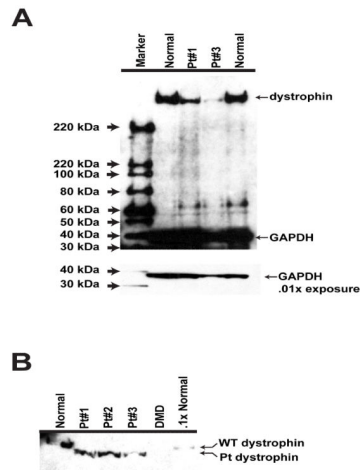 A
Marker
Normal
Pt#1
Pt#3
Normal
dystrophin
220 kDa
220 kDa
100 kDa
80 kDa
60 kDa
50 kDa
40 kDa
30 kDa
GAPDH
40 kDa
30 kDa
GAPDH
.01x exposure
B
Normal
Pt#1
Pt#2
Pt#3
DMD
.1x Normal
WT dystrophin
Pt dystrophin